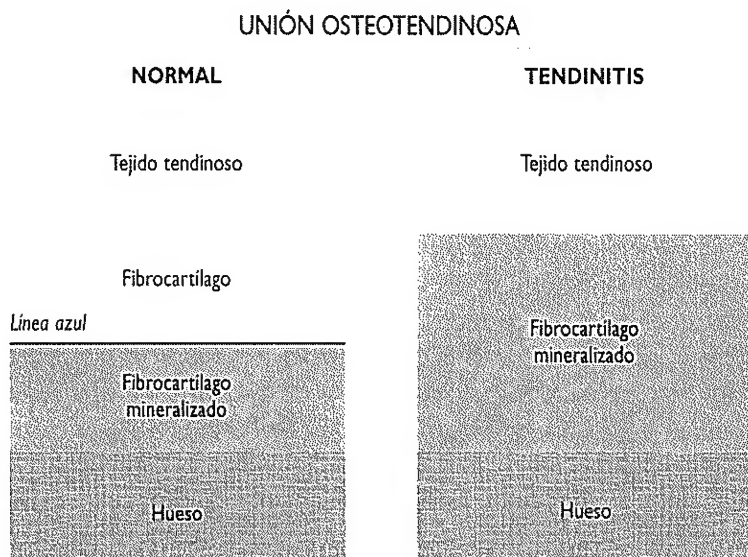 UNIÓN OSTEOTENDINOSA
NORMAL
Tejido tendinoso
Fibrocartílago
Línea azul
Fibrocartílago
mineralizado
Hueso
TENDINITIS
Tejido tendinoso
Fibrocartílago
mineralizado
Hueso